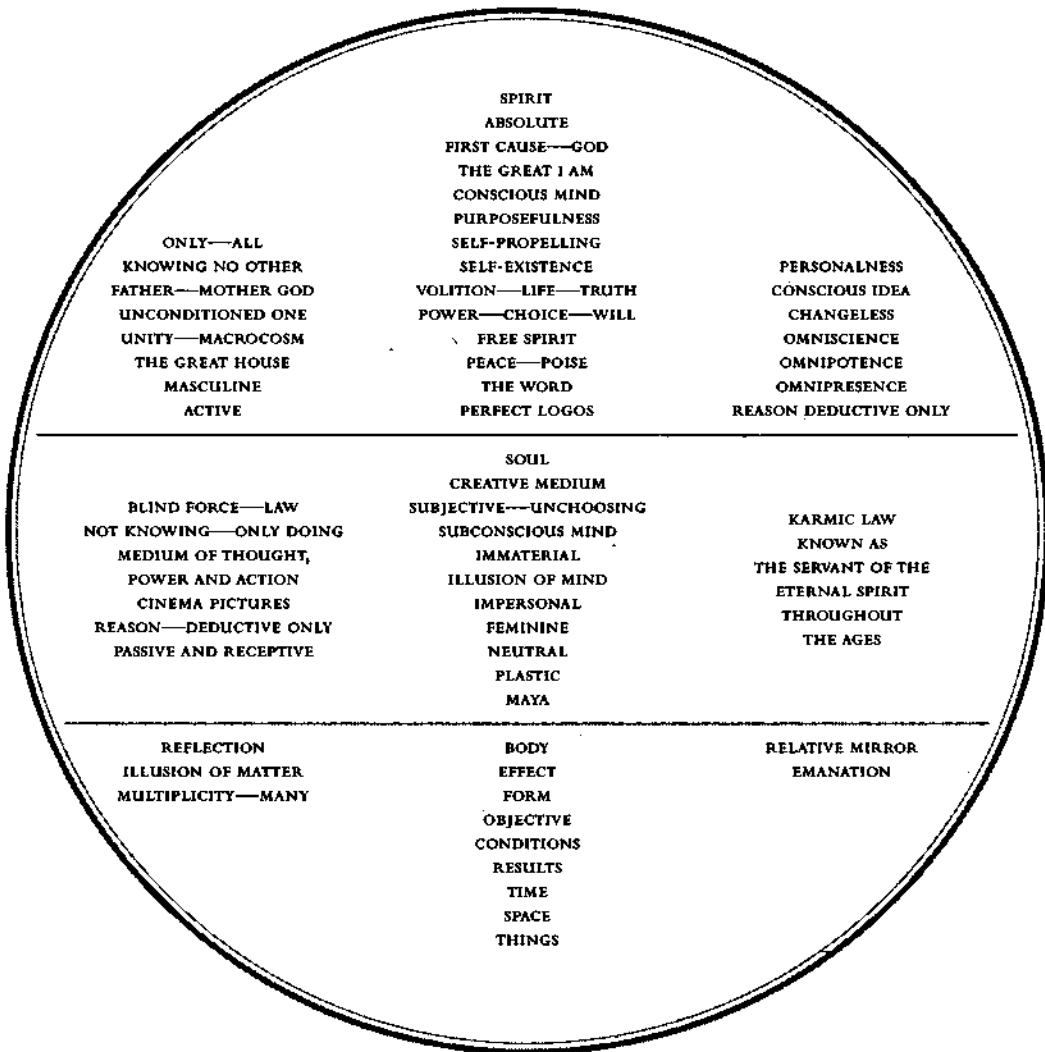 SPIRIT
ABSOLUTE
FIRST CAUSE—GOD
THE GREAT I AM
CONSCIOUS MIND
PURPOSEFULNESS
SELF-PROPELLING
SELF-EXISTENCE
VOLITION—LIFE—TRUTH
POWER—CHOICE—WILL
FREE SPIRIT
PEACE—POISE
THE WORD
PERFECT LOGOS
ONLY—ALL
KNOWING NO OTHER
FATHER—MOTHER GOD
UNCONDITIONED ONE
UNITY—MACROCOSM
THE GREAT HOUSE
MASCULINE
ACTIVE
PERSONALNESS
CONSCIOUS IDEA
CHANGELESS
OMNISCIENCE
OMNIPOTENCE
OMNIPRESENCE
REASON DEDUCTIVE ONLY
SOUL
CREATIVE MEDIUM
SUBJECTIVE—UNCHOOSING
SUBCONSCIOUS MIND
IMMATERIAL
ILLUSION OF MIND
IMPERSONAL
FEMININE
NEUTRAL
PLASTIC
MAYA
BLIND FORCE—LAW
NOT KNOWING—ONLY DOING
MEDIUM OF THOUGHT,
POWER AND ACTION
CINEMA PICTURES
REASON—DEDUCTIVE ONLY
PASSIVE AND RECEPTIVE
KARMIC LAW
KNOWN AS
THE SERVANT OF THE
ETERNAL SPIRIT
THROUGHOUT
THE AGES
REFLECTION
ILLUSION OF MATTER
MULTIPLICITY—MANY
BODY
EFFECT
FORM
OBJECTIVE
CONDITIONS
RESULTS
TIME
SPACE
THINGS
RELATIVE MIRROR
EMANATION